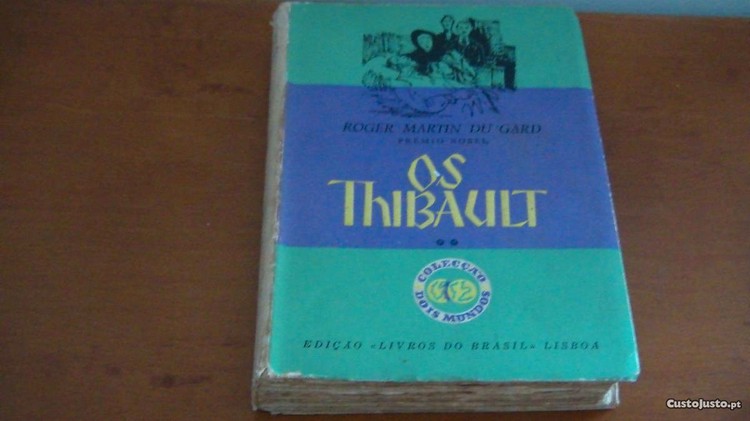 ROGER MARTIN DU GARD
PRÉMIO NOBEL
OS
THIBAULT
COLECÇÃO
DOIS MUNDOS
EDIÇÃO «LIVROS DO BRASIL» LISBOA
CustoJusto.pt